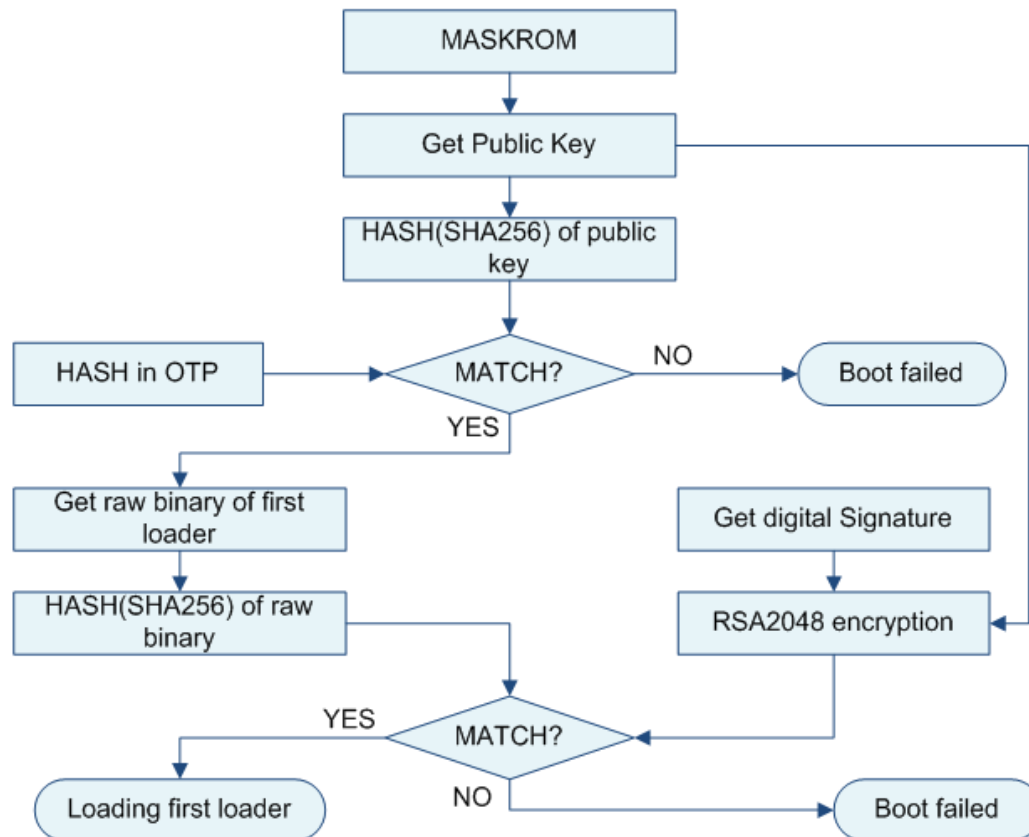 MASKROM
Get Public Key
HASH(SHA256) of public
key
HASH in OTP
MATCH?
NO
Boot failed
YES
Get raw binary of first
loader
Get digital Signature
HASH(SHA256) of raw
binary
RSA2048 encryption
YES
MATCH?
NO
Loading first loader
Boot failed